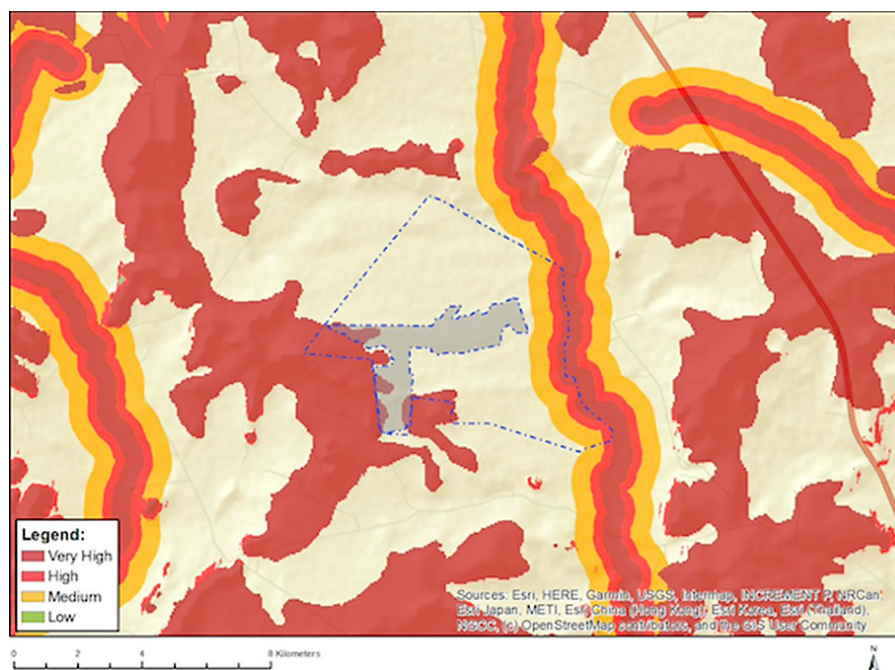 Legend:
Very High
High
Medium
Low
Sources: Esri, HERE, Garmin, USGS, Intermap, INCREMENT P, NRCan,
Esri Japan, METI, Esri China (Hong Kong), Esri Korea, Esri (Thailand),
NGCC, (c) OpenStreetMap contributors, and the GIS User Community
0 2 4 8 Kilometers
N